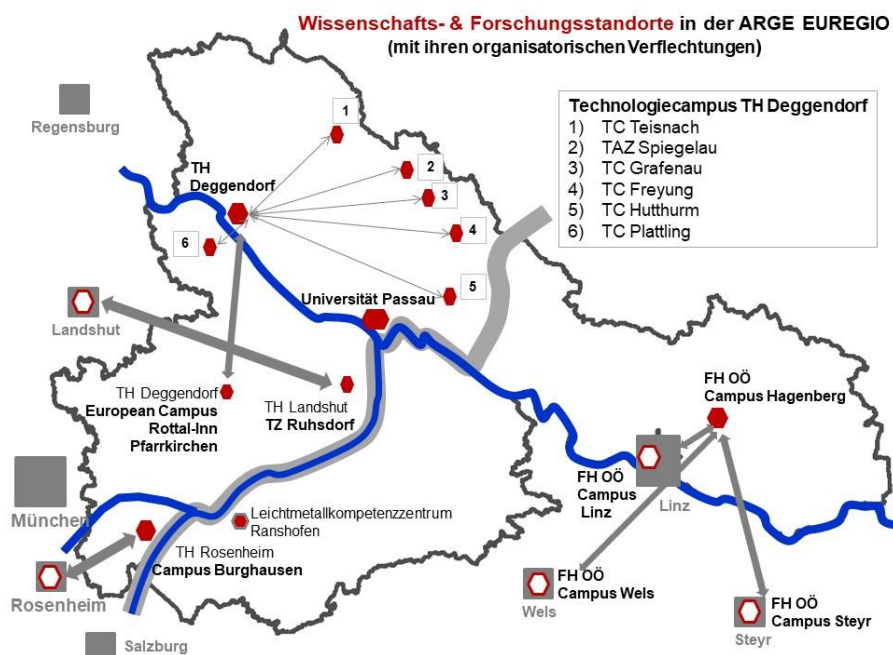 Wissenschafts- & Forschungsstandorte in der ARGE EUREGIO
(mit ihren organisatorischen Verflechtungen)
Regensburg
1
TH
Deggendorf
2
3
4
5
6
Technologiecampus TH Deggendorf
1) TC Teisnach
2) TAZ Spiegelau
3) TC Grafenau
4) TC Freyung
5) TC Hutthurm
6) TC Plattling
Universität Passau
Landshut
TH Deggendorf
European Campus
Rottal-Inn
Pfarrkirchen
TH Landshut
TZ Ruhsdorf
FH OÖ
Campus Hagenberg
FH OÖ
Campus
Linz
Linz
München
Leichtmetallkompetenzzentrum
Ranshofen
TH Rosenheim
Campus Burghausen
Rosenheim
FH OÖ
Campus Wels
Wels
FH OÖ
Campus Steyr
Steyr
Salzburg